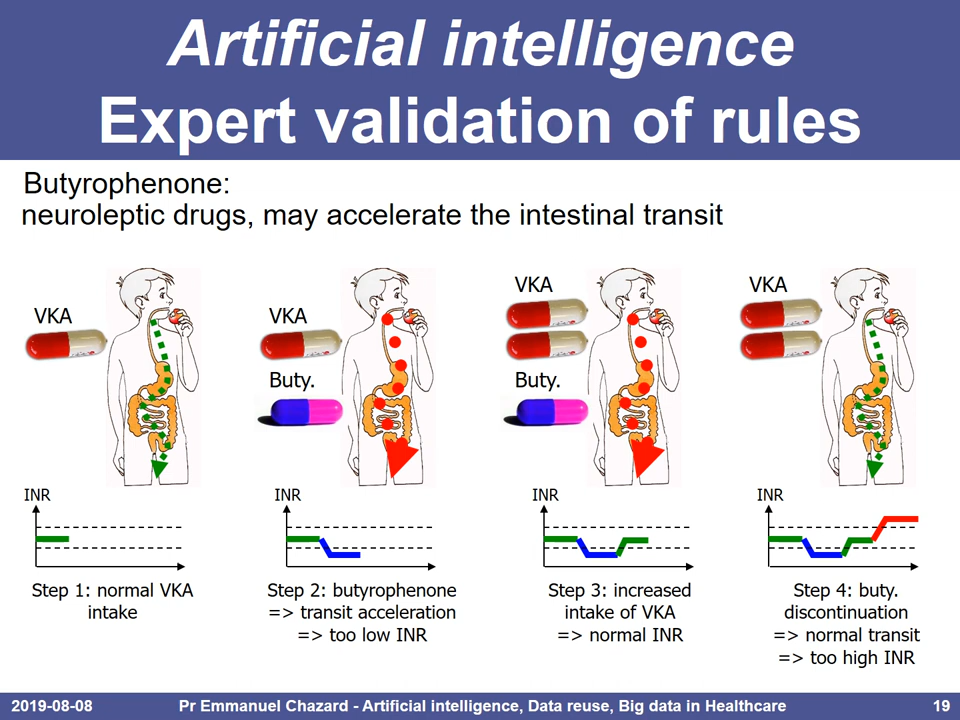 Artificial intelligence
Expert validation of rules
Butyrophenone:
neuroleptic drugs, may accelerate the intestinal transit
VKA
INR
Step 1: normal VKA
intake
VKA
Buty.
INR
Step 2: butyrophenone
=> transit acceleration
=> too low INR
VKA
Buty.
INR
Step 3: increased
intake of VKA
=> normal INR
VKA
INR
Step 4: buty.
discontinuation
=> normal transit
=> too high INR
2019-08-08
Pr Emmanuel Chazard - Artificial intelligence, Data reuse, Big data in Healthcare
19